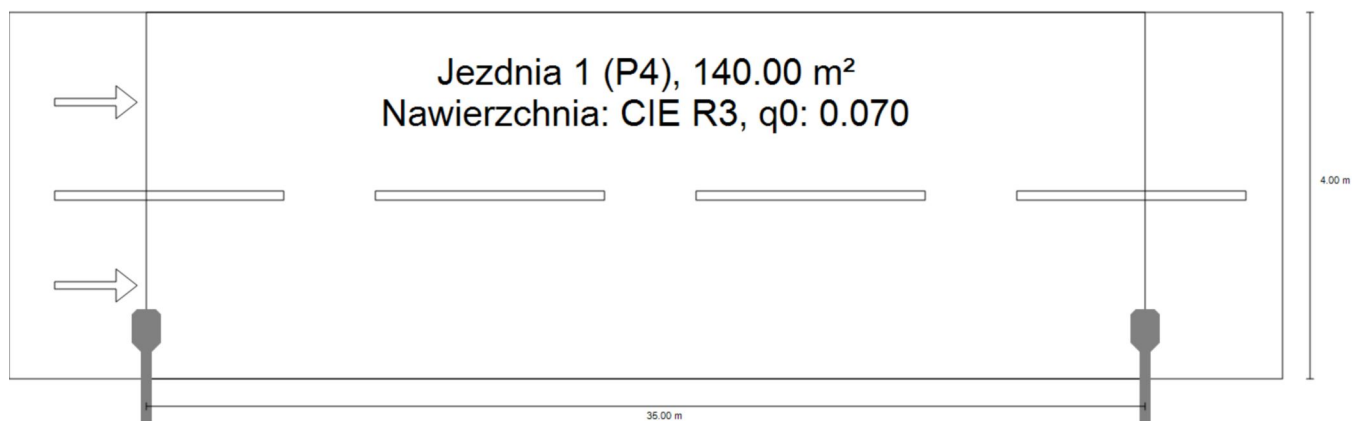 Jezdnia 1 (P4), 140.00 m²
Nawierzchnia: CIE R3, q0: 0.070
4.00 m
35.00 m